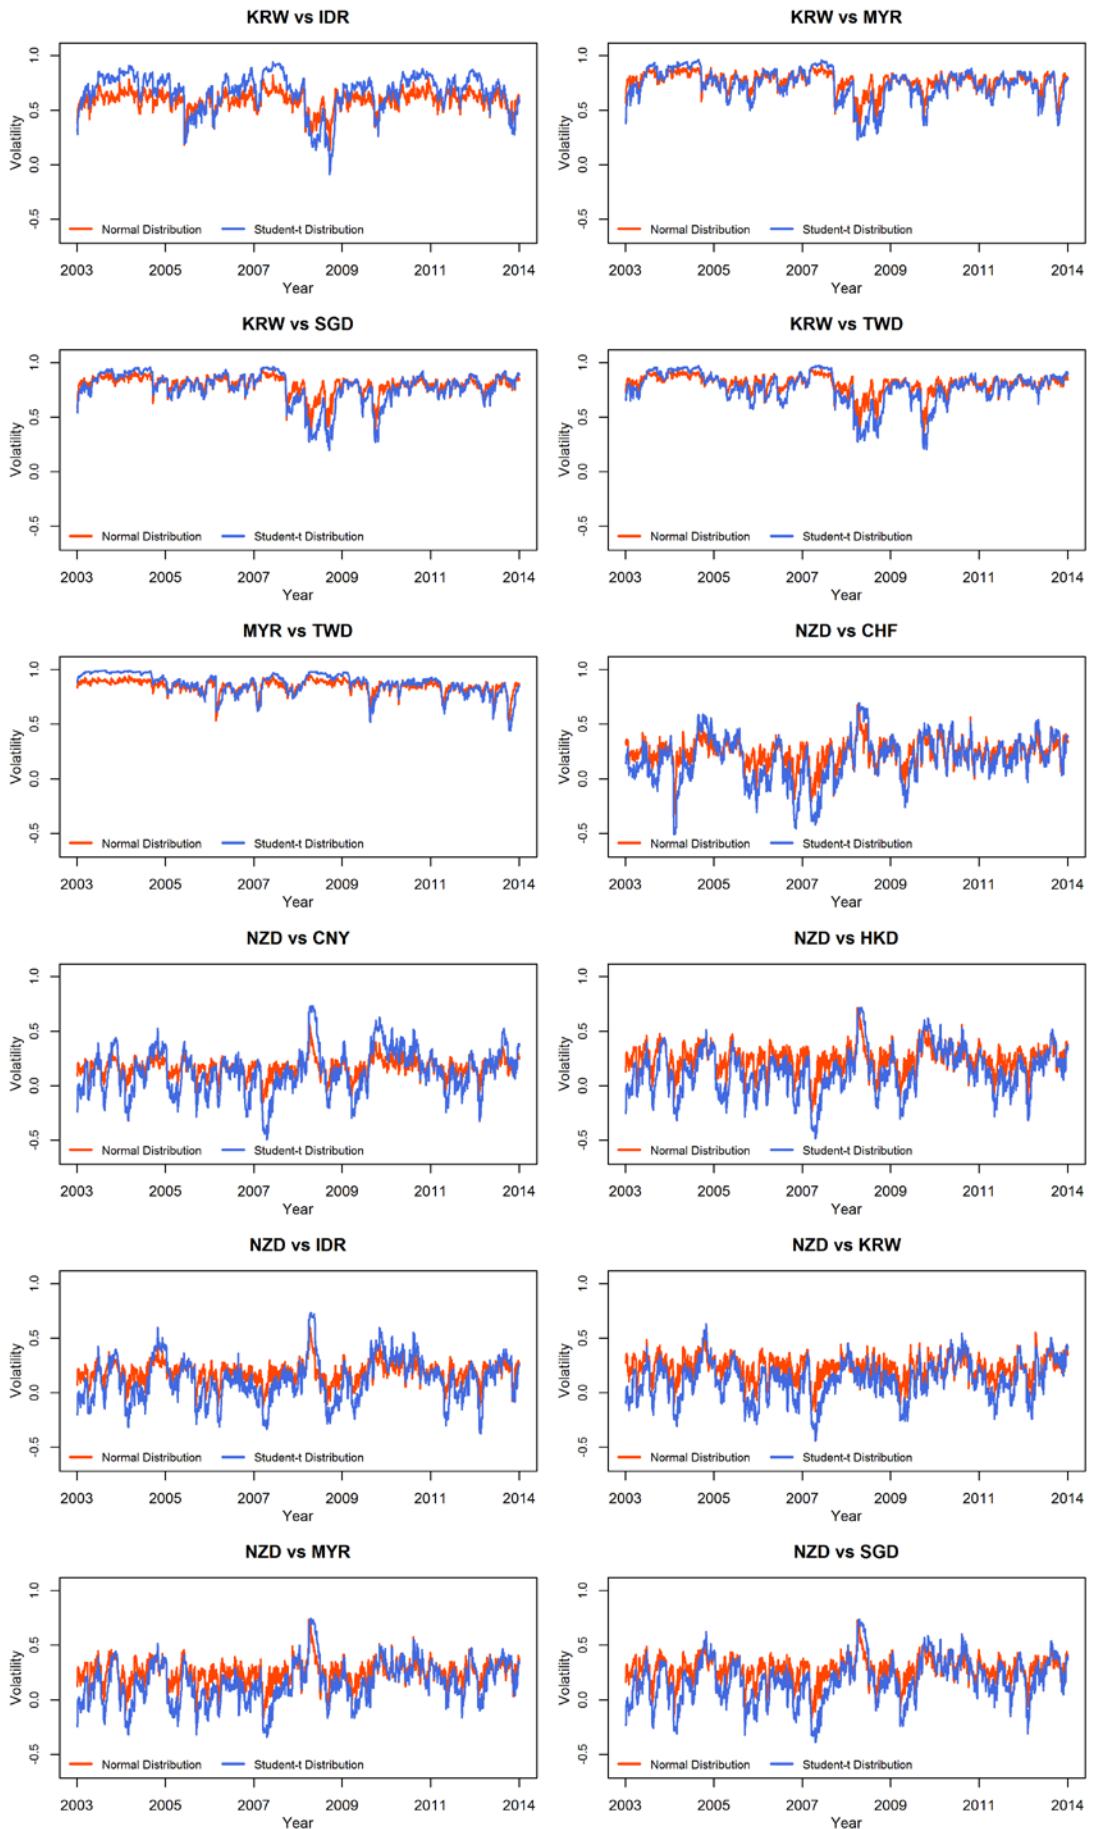 KRW vs IDR
Volatility
1.0
0.5
0.0
-0.5
Normal Distribution Student-t Distribution
2003 2005 2007 2009 2011 2014
Year
KRW vs MYR
Volatility
1.0
0.5
0.0
-0.5
Normal Distribution Student-t Distribution
2003 2005 2007 2009 2011 2014
Year
KRW vs SGD
Volatility
1.0
0.5
0.0
-0.5
Normal Distribution Student-t Distribution
2003 2005 2007 2009 2011 2014
Year
KRW vs TWD
Volatility
1.0
0.5
0.0
-0.5
Normal Distribution Student-t Distribution
2003 2005 2007 2009 2011 2014
Year
MYR vs TWD
Volatility
1.0
0.5
0.0
-0.5
Normal Distribution Student-t Distribution
2003 2005 2007 2009 2011 2014
Year
NZD vs CHF
Volatility
1.0
0.5
0.0
-0.5
Normal Distribution Student-t Distribution
2003 2005 2007 2009 2011 2014
Year
NZD vs CNY
Volatility
1.0
0.5
0.0
-0.5
Normal Distribution Student-t Distribution
2003 2005 2007 2009 2011 2014
Year
NZD vs HKD
Volatility
1.0
0.5
0.0
-0.5
Normal Distribution Student-t Distribution
2003 2005 2007 2009 2011 2014
Year
NZD vs IDR
Volatility
1.0
0.5
0.0
-0.5
Normal Distribution Student-t Distribution
2003 2005 2007 2009 2011 2014
Year
NZD vs KRW
Volatility
1.0
0.5
0.0
-0.5
Normal Distribution Student-t Distribution
2003 2005 2007 2009 2011 2014
Year
NZD vs MYR
Volatility
1.0
0.5
0.0
-0.5
Normal Distribution Student-t Distribution
2003 2005 2007 2009 2011 2014
Year
NZD vs SGD
Volatility
1.0
0.5
0.0
-0.5
Normal Distribution Student-t Distribution
2003 2005 2007 2009 2011 2014
Year